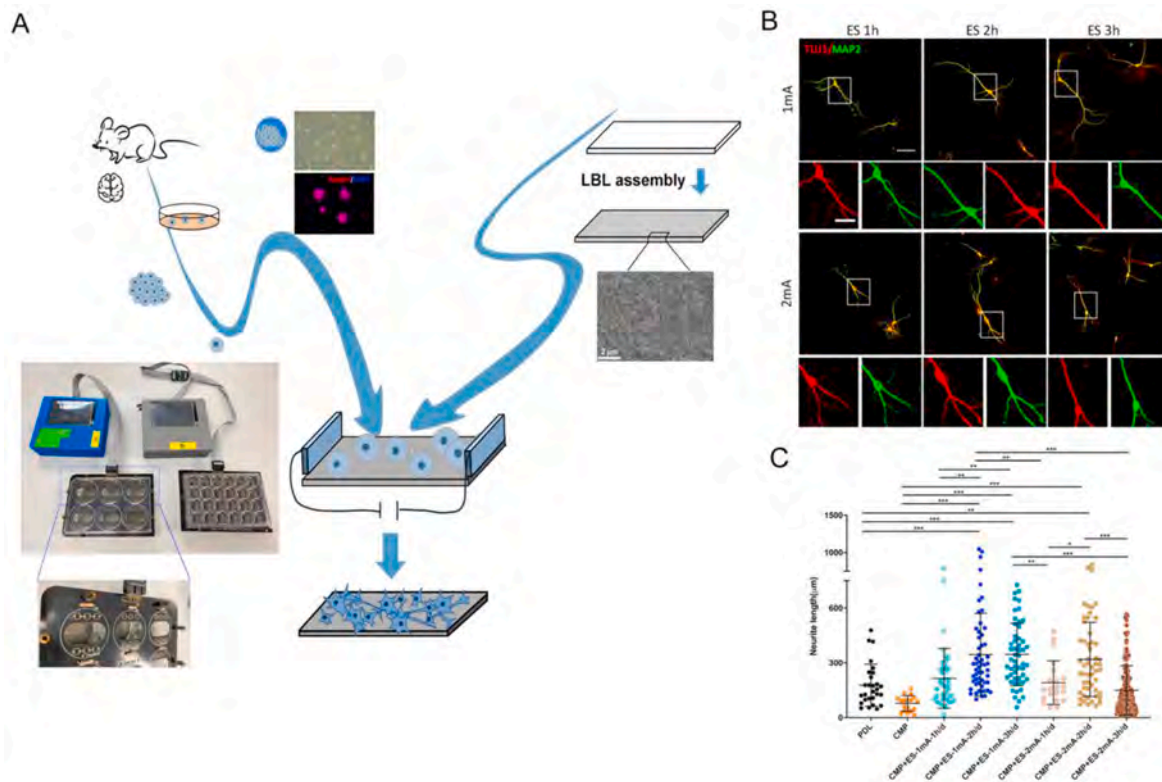 A
LBL assembly
2 μm
B
ES 1h
ES 2h
ES 3h
TUJ1/MAP2
1mA
2mA
C
***
**
**
**
***
***
***
**
***
***
***
*
***
**
1500
1000
600
300
0
Neurite length(μm)
PDL
CMP
CMP+ES-1mA-1h/d
CMP+ES-1mA-2h/d
CMP+ES-1mA-3h/d
CMP+ES-2mA-1h/d
CMP+ES-2mA-2h/d
CMP+ES-2mA-3h/d